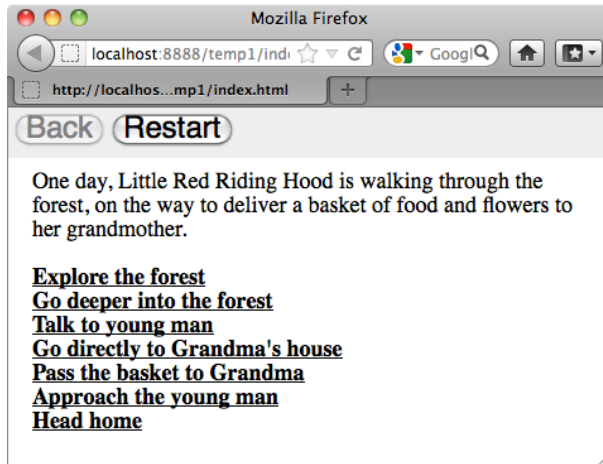 Mozilla Firefox
localhost:8888/temp1/ind
Googl
http://localhos...mp1/index.html
Back Restart
One day, Little Red Riding Hood is walking through the
forest, on the way to deliver a basket of food and flowers to
her grandmother.
Explore the forest
Go deeper into the forest
Talk to young man
Go directly to Grandma's house
Pass the basket to Grandma
Approach the young man
Head home